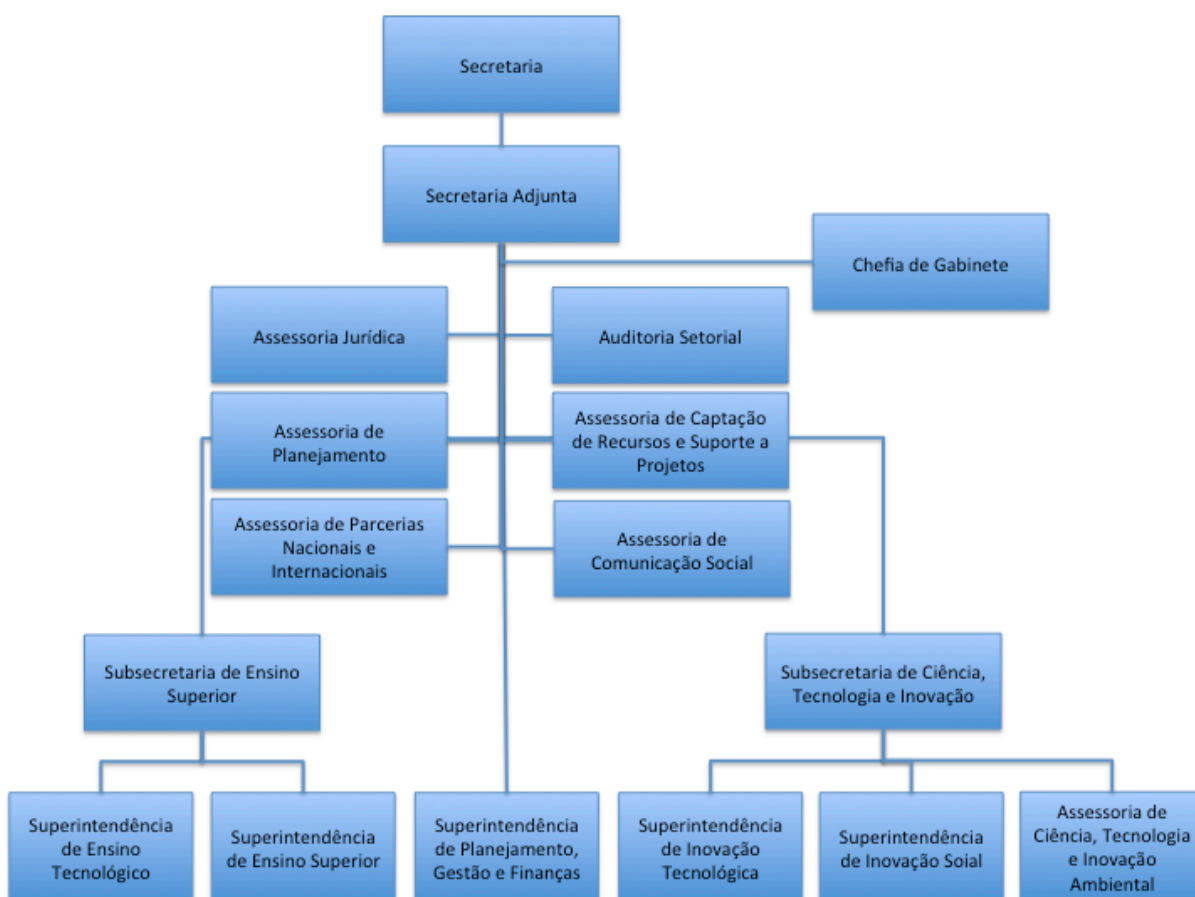 Secretaria
Secretaria Adjunta
Chefia de Gabinete
Assessoria Jurídica
Auditoria Setorial
Assessoria de
Planejamento
Assessoria de Captação
de Recursos e Suporte a
Projetos
Assessoria de Parcerias
Nacionais e
Internacionais
Assessoria de
Comunicação Social
Subsecretaria de Ensino
Superior
Subsecretaria de Ciência,
Tecnologia e Inovação
Superintendência
de Ensino
Tecnológico
Superintendência
de Ensino Superior
Superintendência
de Planejamento,
Gestão e Finanças
Superintendência
de Inovação
Tecnológica
Superintendência
de Inovação Soial
Assessoria de
Ciência, Tecnologia
e Inovação
Ambiental